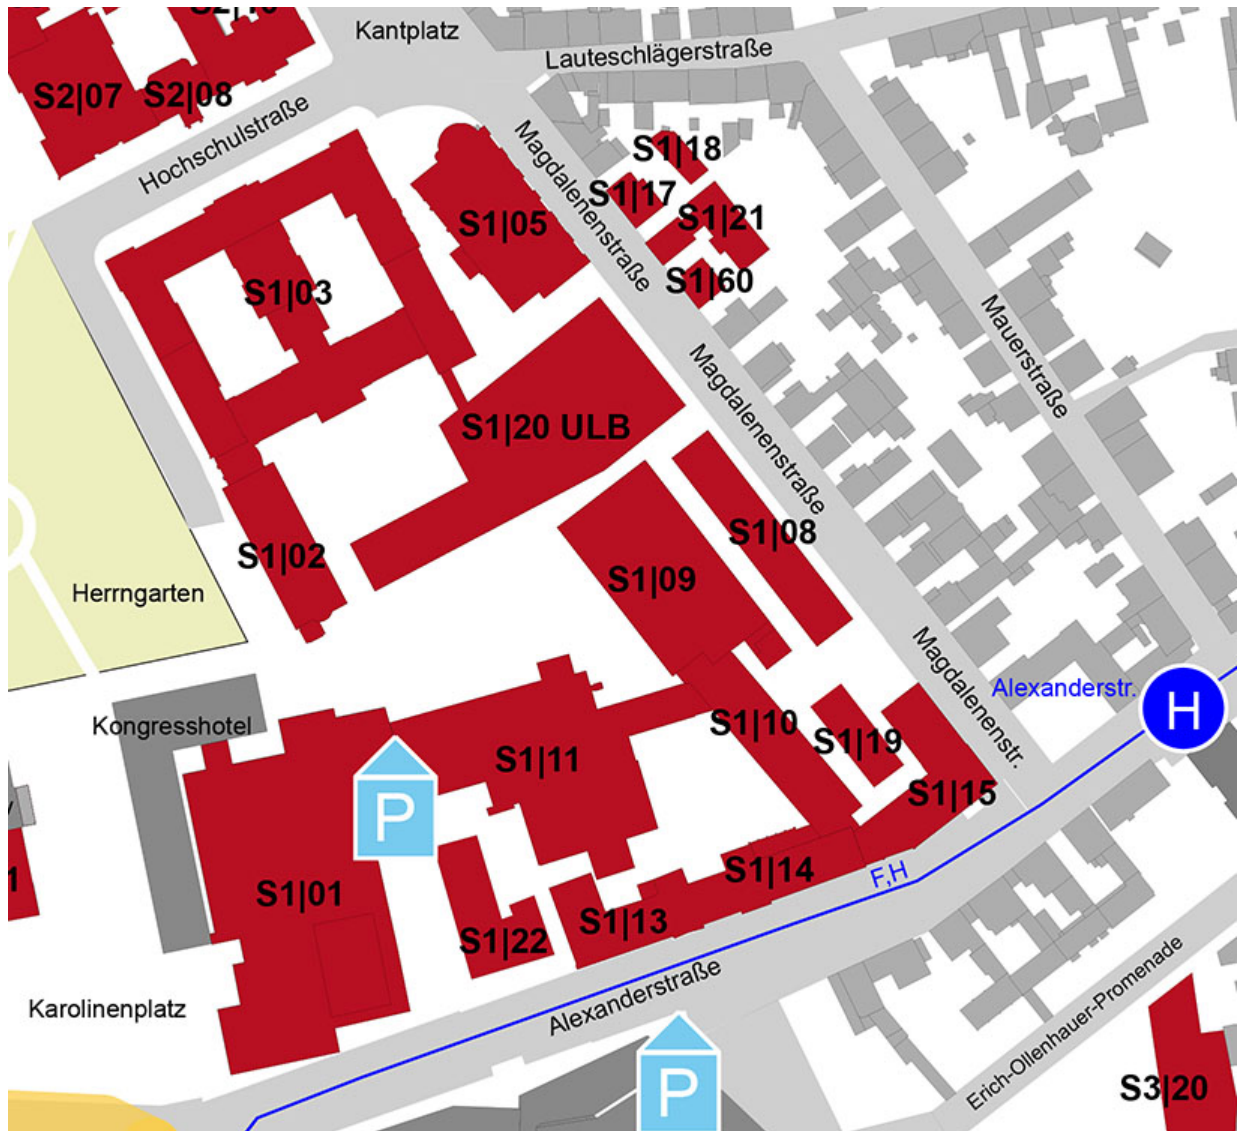 S2|10
Kantplatz
Lauteschlägerstraße
S2|07
S2|08
Hochschulstraße
Magdalenenstraße
S1|18
S1|17
S1|05
S1|21
S1|03
S1|60
Mauerstraße
Magdalenenstraße
S1|20 ULB
S1|08
S1|02
S1|09
Herrngarten
Magdalenenstr.
Alexanderstr.
H
Kongresshotel
S1|10
S1|19
S1|11
S1|15
P
S1|14
F,H
1
S1|01
S1|13
S1|22
Alexanderstraße
Erich-Ollenhauer-Promenade
Karolinenplatz
P
S3|20